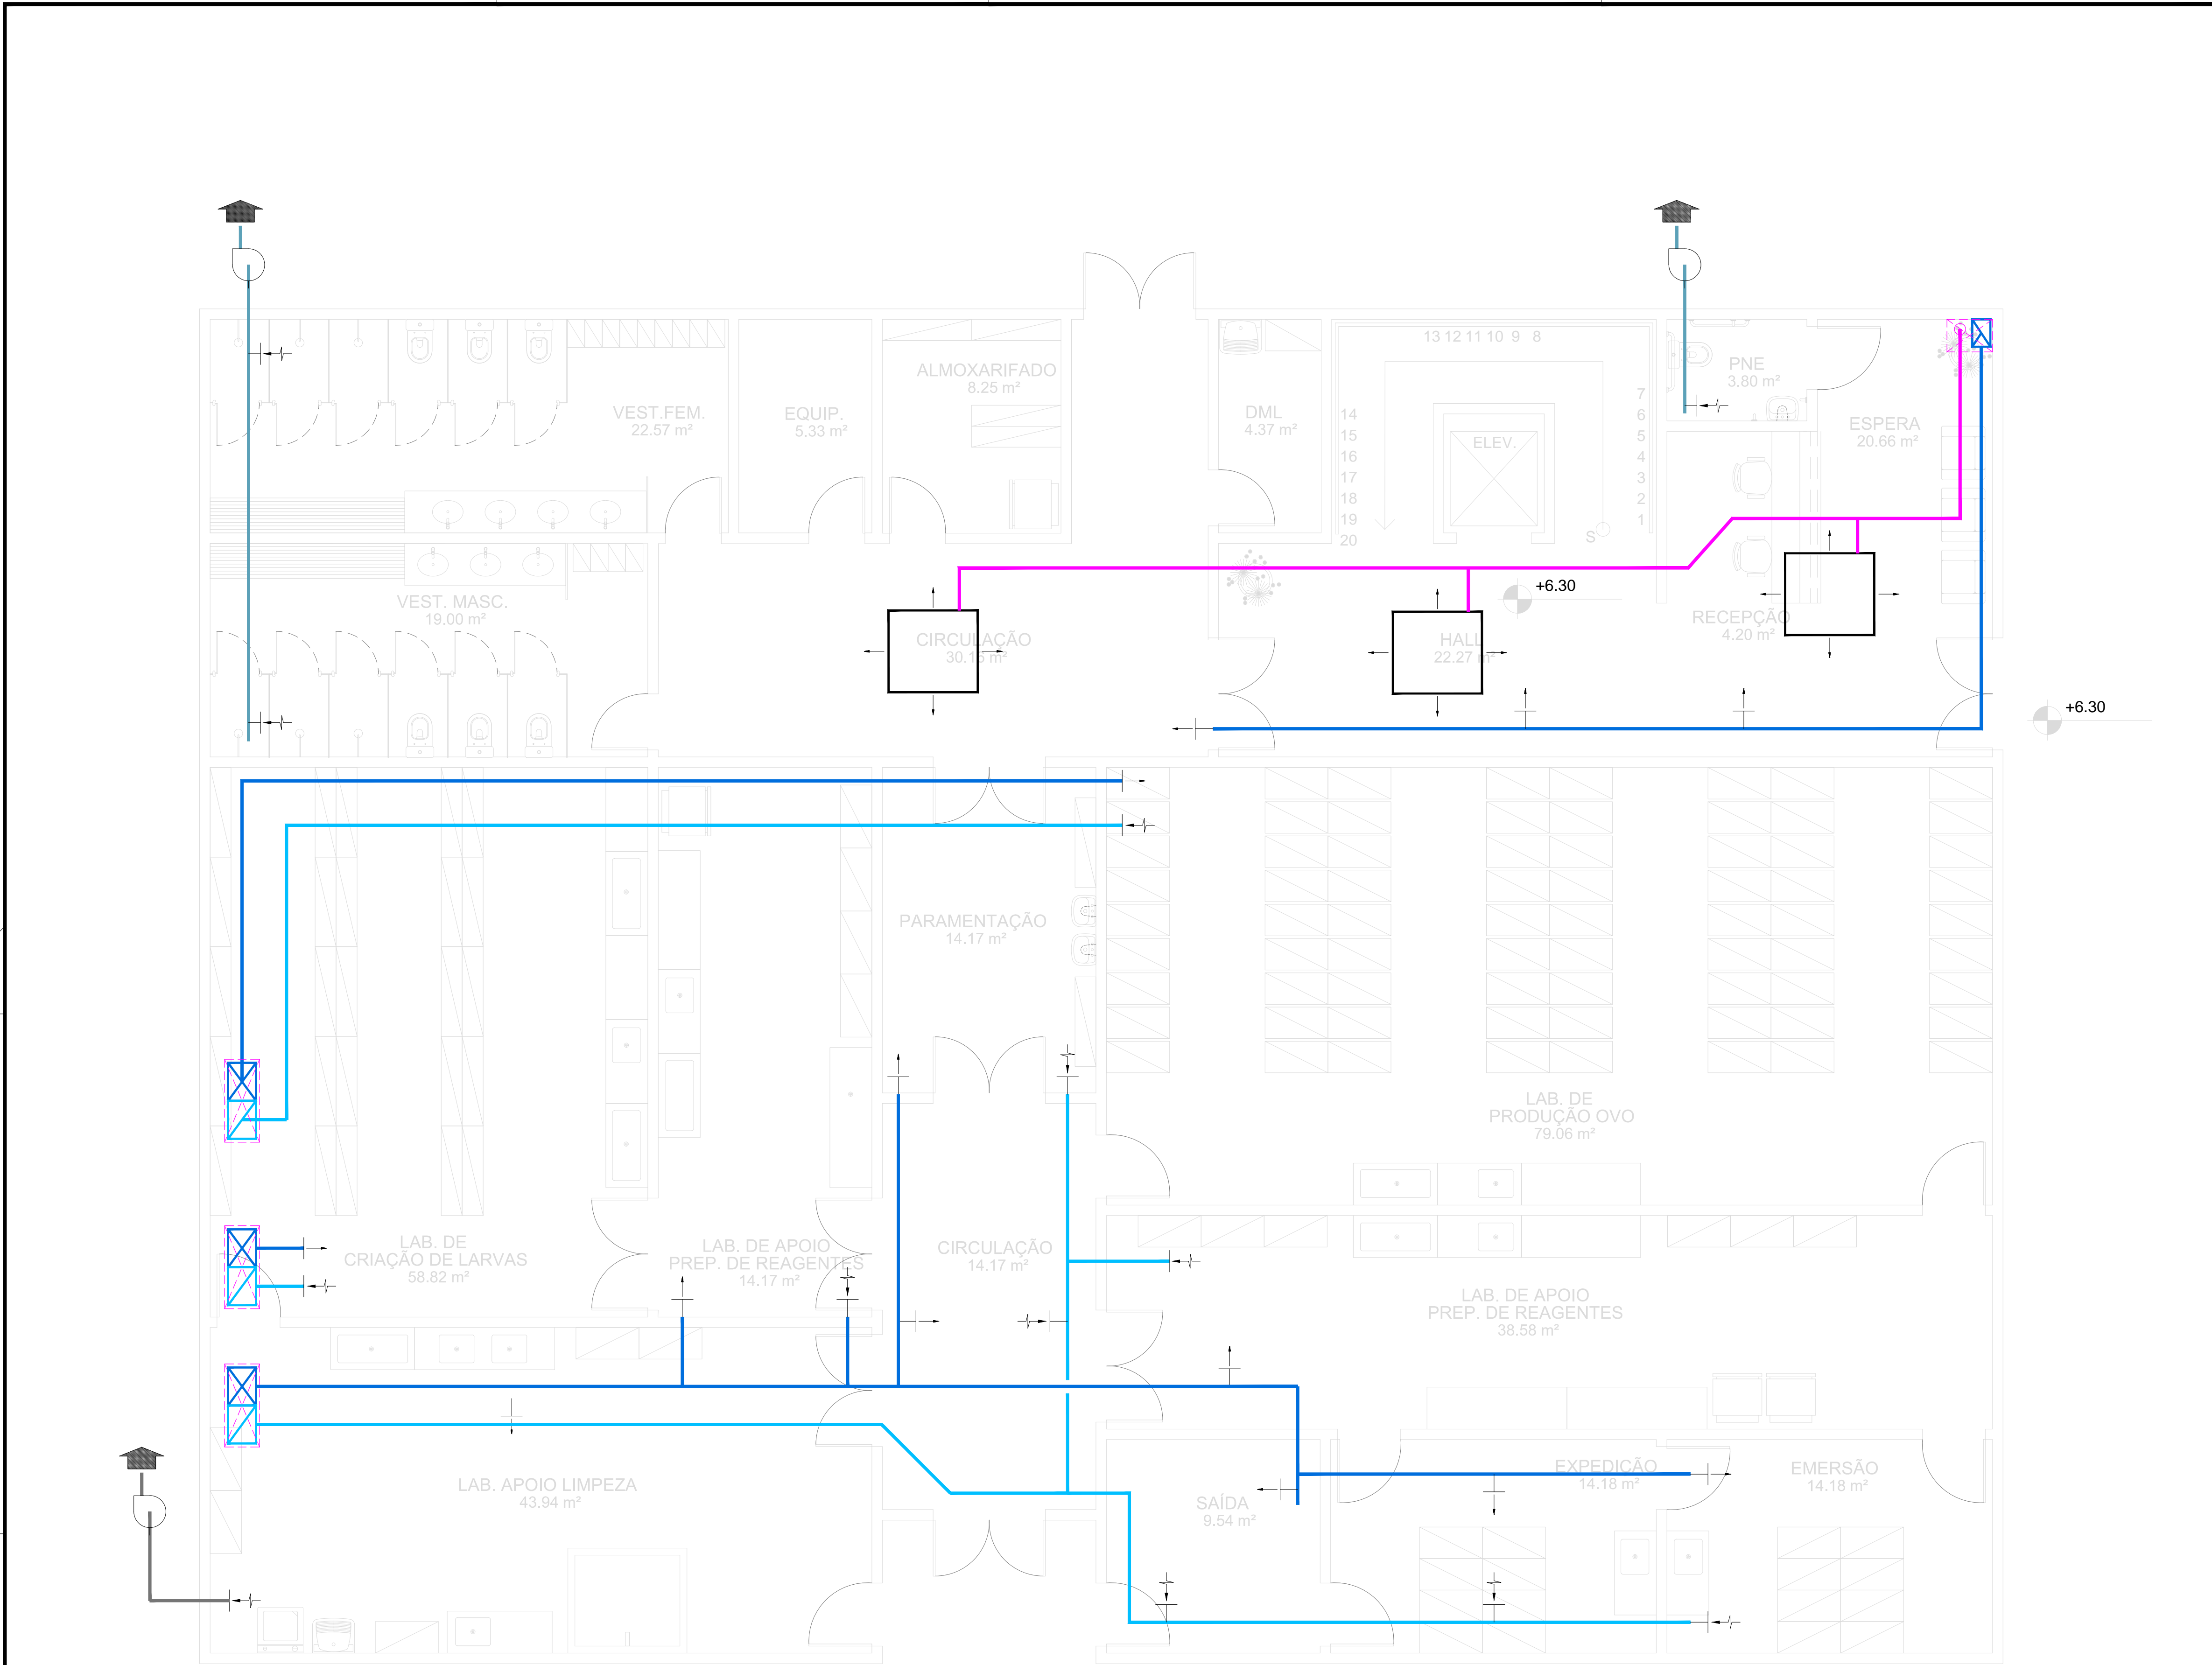 13 12 11 10 9 8
ALMOXARIFADO
8.25 m²
PNE
3.80 m²
7
6
5
4
3
2
1
VEST.FEM.
22.57 m²
EQUIP.
5.33 m²
DML
4.37 m²
14
15
16
17
18
19
20
ELEV.
S
ESPERA
20.66 m²
+6.30
VEST. MASC.
19.00 m²
CIRCULAÇÃO
30.15 m²
HALL
22.27 m²
RECEPÇÃO
4.20 m²
+6.30
PARAMENTAÇÃO
14.17 m²
LAB. DE
PRODUÇÃO OVO
79.06 m²
LAB. DE
CRIAÇÃO DE LARVAS
58.82 m²
LAB. DE APOIO
PREP. DE REAGENTES
14.17 m²
CIRCULAÇÃO
14.17 m²
LAB. DE APOIO
PREP. DE REAGENTES
38.58 m²
LAB. APOIO LIMPEZA
43.94 m²
SAÍDA
9.54 m²
EXPEDIÇÃO
14.18 m²
EMERSÃO
14.18 m²